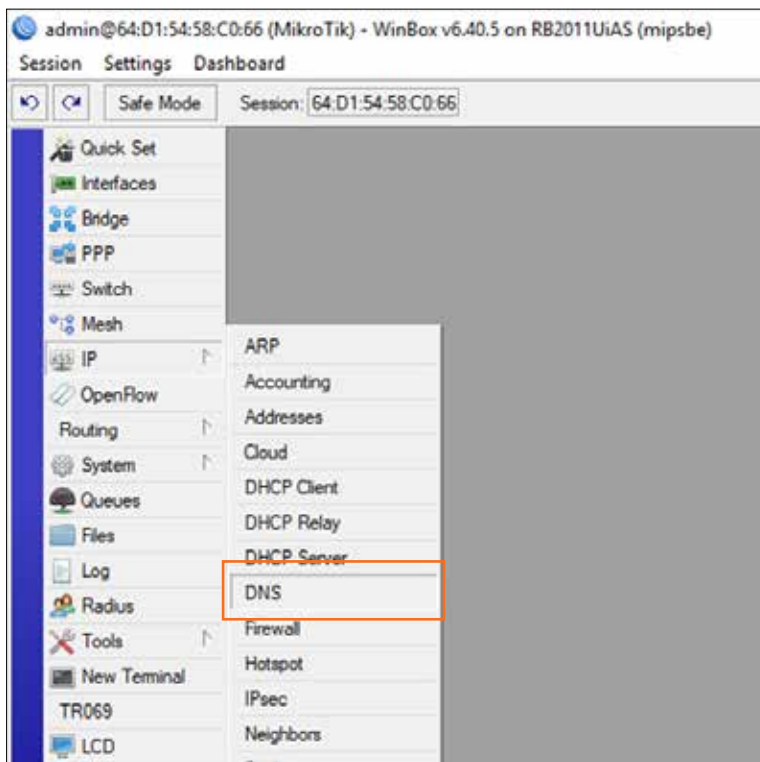 admin@64:D1:54:58:C0:66 (MikroTik) - WinBox v6.40.5 on RB2011UiAS (mipsbe)
Session Settings Dashboard
Safe Mode Session: 64:D1:54:58:C0:66
Quick Set
Interfaces
Bridge
PPP
Switch
Mesh
IP
OpenFlow
Routing
System
Queues
Files
Log
Radius
Tools
New Terminal
TR069
LCD
ARP
Accounting
Addresses
Cloud
DHCP Client
DHCP Relay
DHCP Server
DNS
Firewall
Hotspot
IPsec
Neighbors